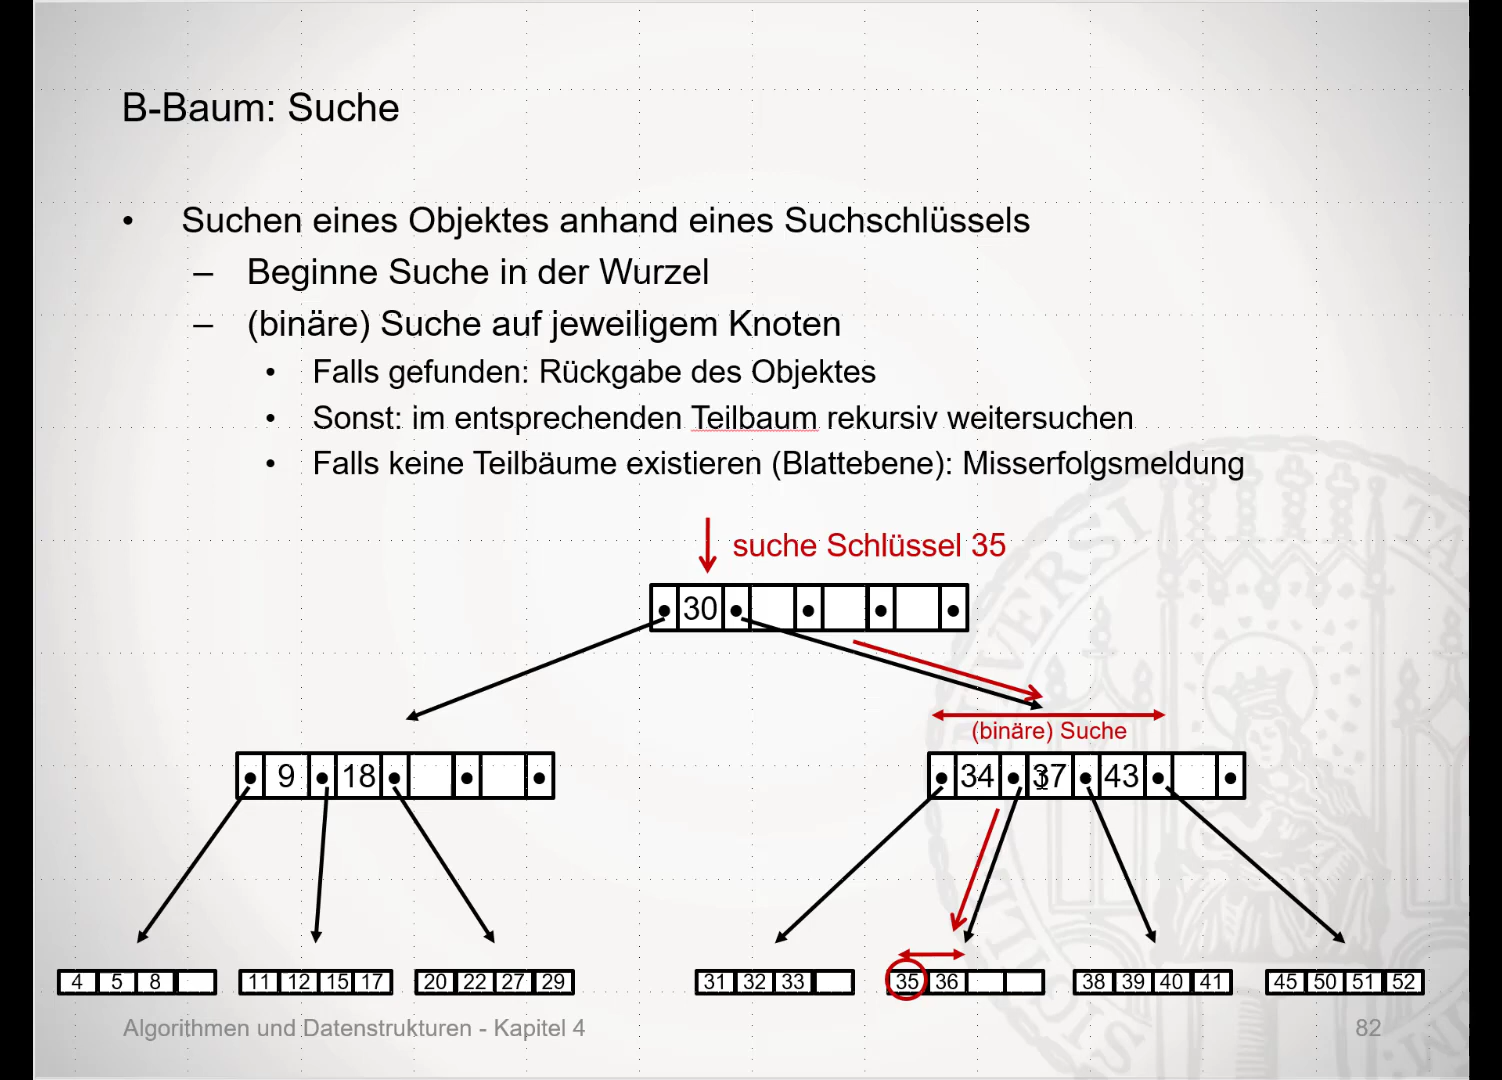 B-Baum: Suche
• Suchen eines Objektes anhand eines Suchschlüssels
– Beginne Suche in der Wurzel
– (binäre) Suche auf jeweiligem Knoten
• Falls gefunden: Rückgabe des Objektes
• Sonst: im entsprechenden Teilbaum rekursiv weitersuchen
• Falls keine Teilbäume existieren (Blattebene): Misserfolgsmeldung
suche Schlüssel 35
30
(binäre) Suche
9 18
34 37 43
4 5 8
11 12 15 17
20 22 27 29
31 32 33
35 36
38 39 40 41
45 50 51 52
Algorithmen und Datenstrukturen - Kapitel 4
82